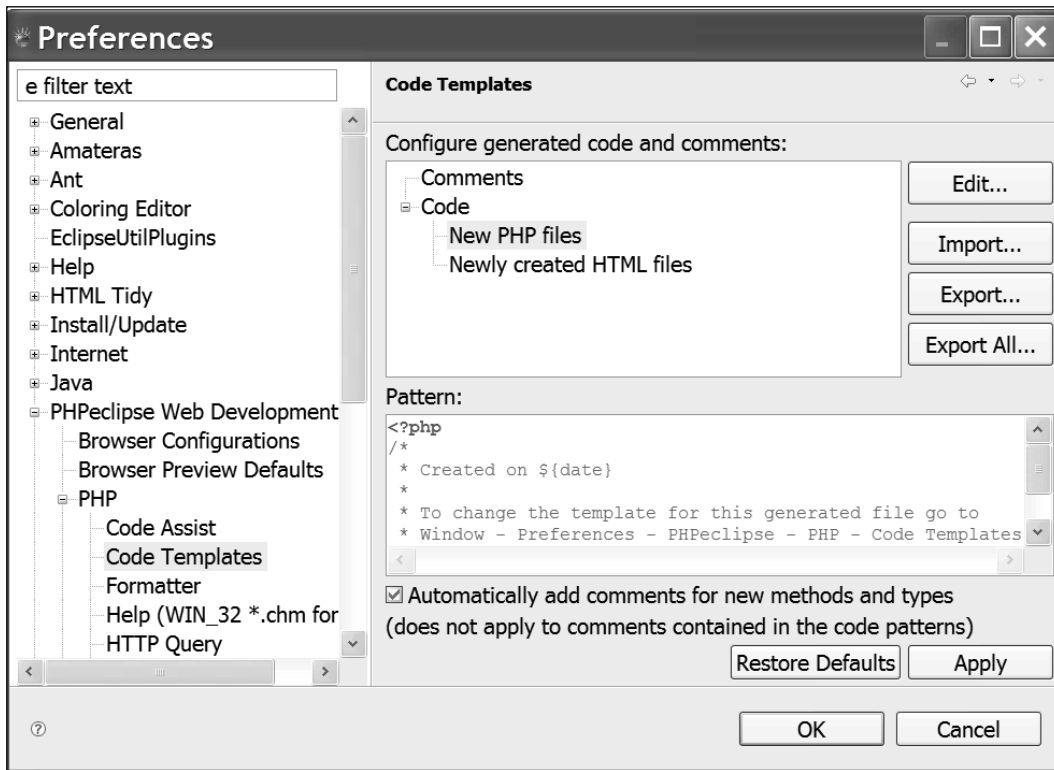 Preferences
e filter text
General
Amateras
Ant
Coloring Editor
EclipseUtilPlugins
Help
HTML Tidy
Install/Update
Internet
Java
PHPeclipse Web Development
Browser Configurations
Browser Preview Defaults
PHP
Code Assist
Code Templates
Formatter
Help (WIN_32 *.chm for
HTTP Query
Code Templates
Configure generated code and comments:
Comments
Code
New PHP files
Newly created HTML files
Edit...
Import...
Export...
Export All...
Pattern:
<?php
/*
 * Created on ${date}
 *
 * To change the template for this generated file go to
 * Window - Preferences - PHPeclipse - PHP - Code Templates
Automatically add comments for new methods and types
(does not apply to comments contained in the code patterns)
Restore Defaults
Apply
OK
Cancel